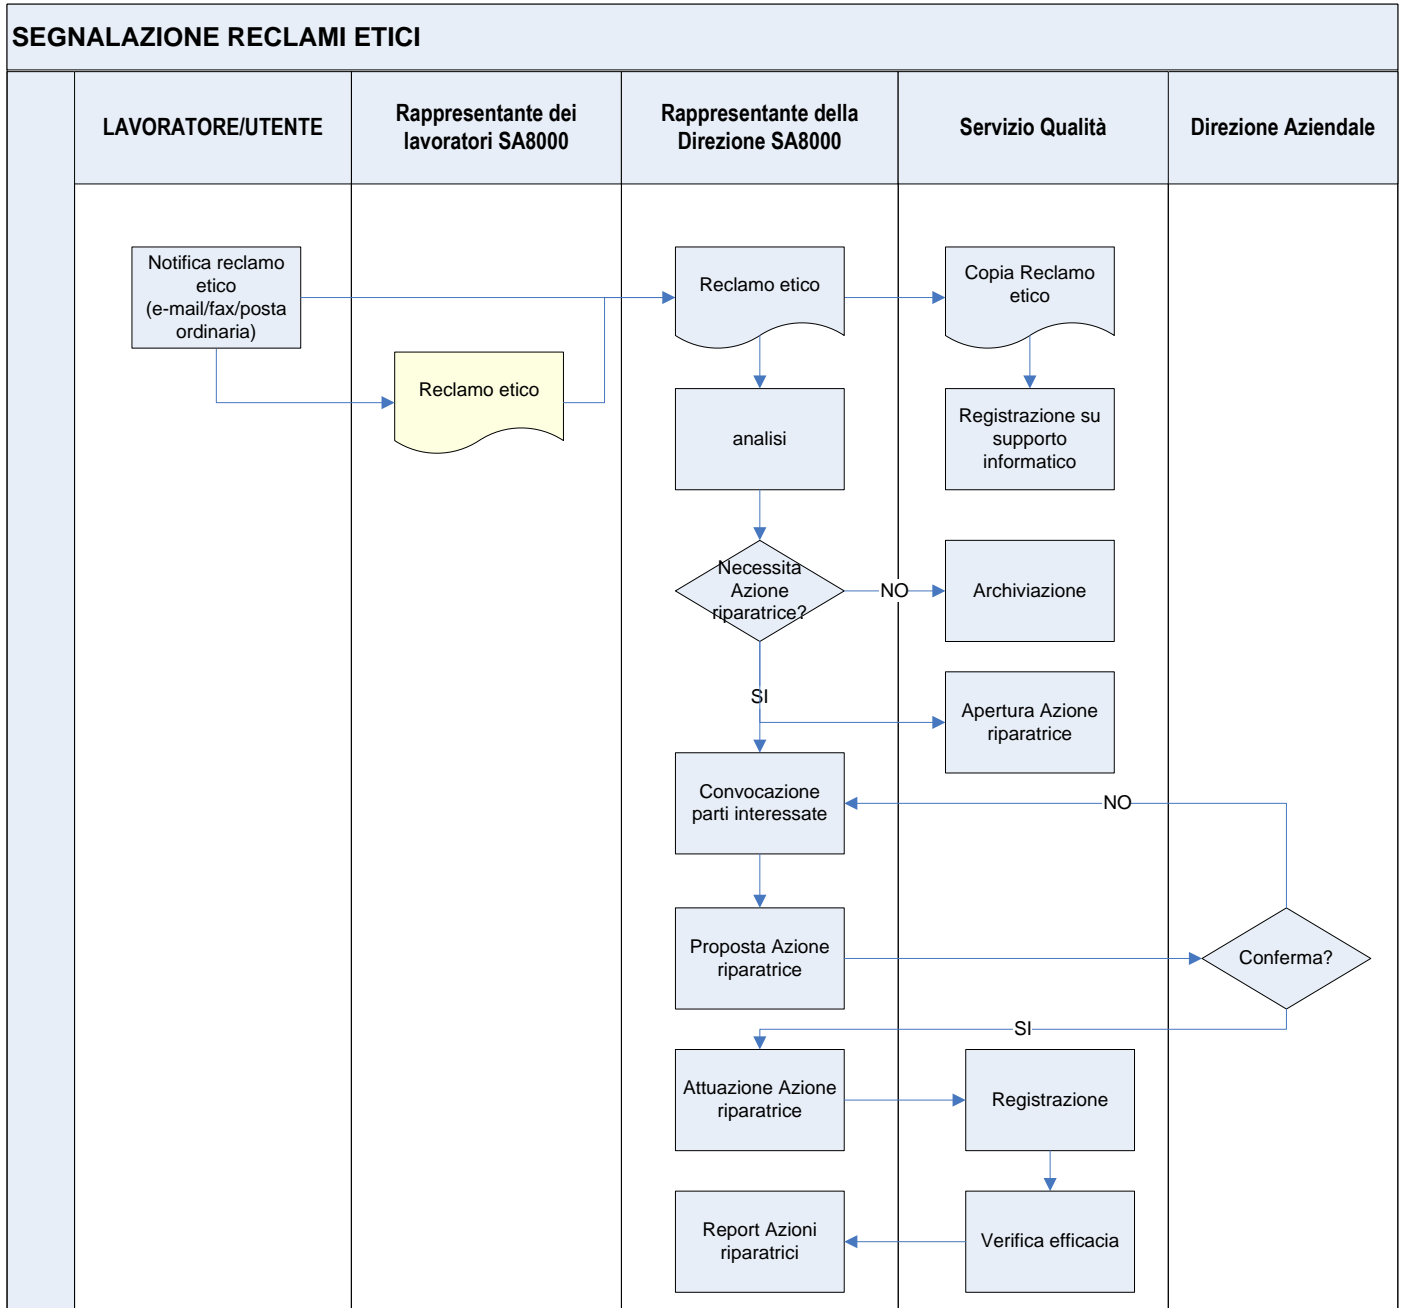 SEGNALAZIONE RECLAMI ETICI
LAVORATORE/UTENTE
Rappresentante dei
lavoratori SA8000
Rappresentante della
Direzione SA8000
Servizio Qualità
Direzione Aziendale
Notifica reclamo
etico
(e-mail/fax/posta
ordinaria)
Reclamo etico
Copia Reclamo
etico
Reclamo etico
analisi
Registrazione su
supporto
informatico
Necessita
Azione
riparatrice?
NO
Archiviazione
SI
Apertura Azione
riparatrice
Convocazione
parti interessate
NO
Proposta Azione
riparatrice
Conferma?
SI
Attuazione Azione
riparatrice
Registrazione
Report Azioni
riparatrici
Verifica efficacia